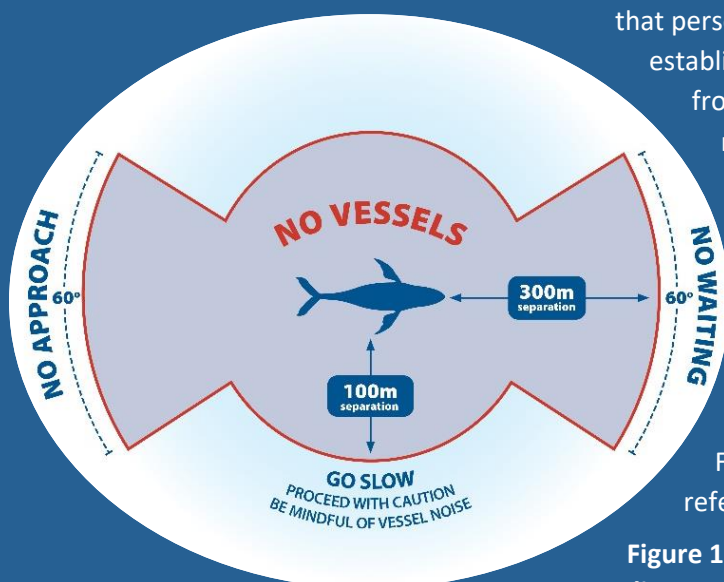 that pers
establi
fro
NO VESSELS
NO APPROACH
60°
300m
separation
60°
NO WAITING
100m
separation
GO SLOW
PROCEED WITH CAUTION
BE MINDFUL OF VESSEL NOISE
F
refe
Figure 1